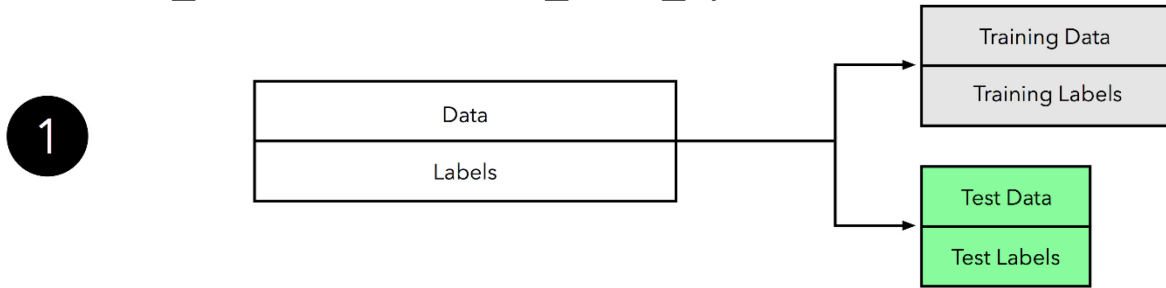 1
Data
Labels
Training Data
Training Labels
Test Data
Test Labels